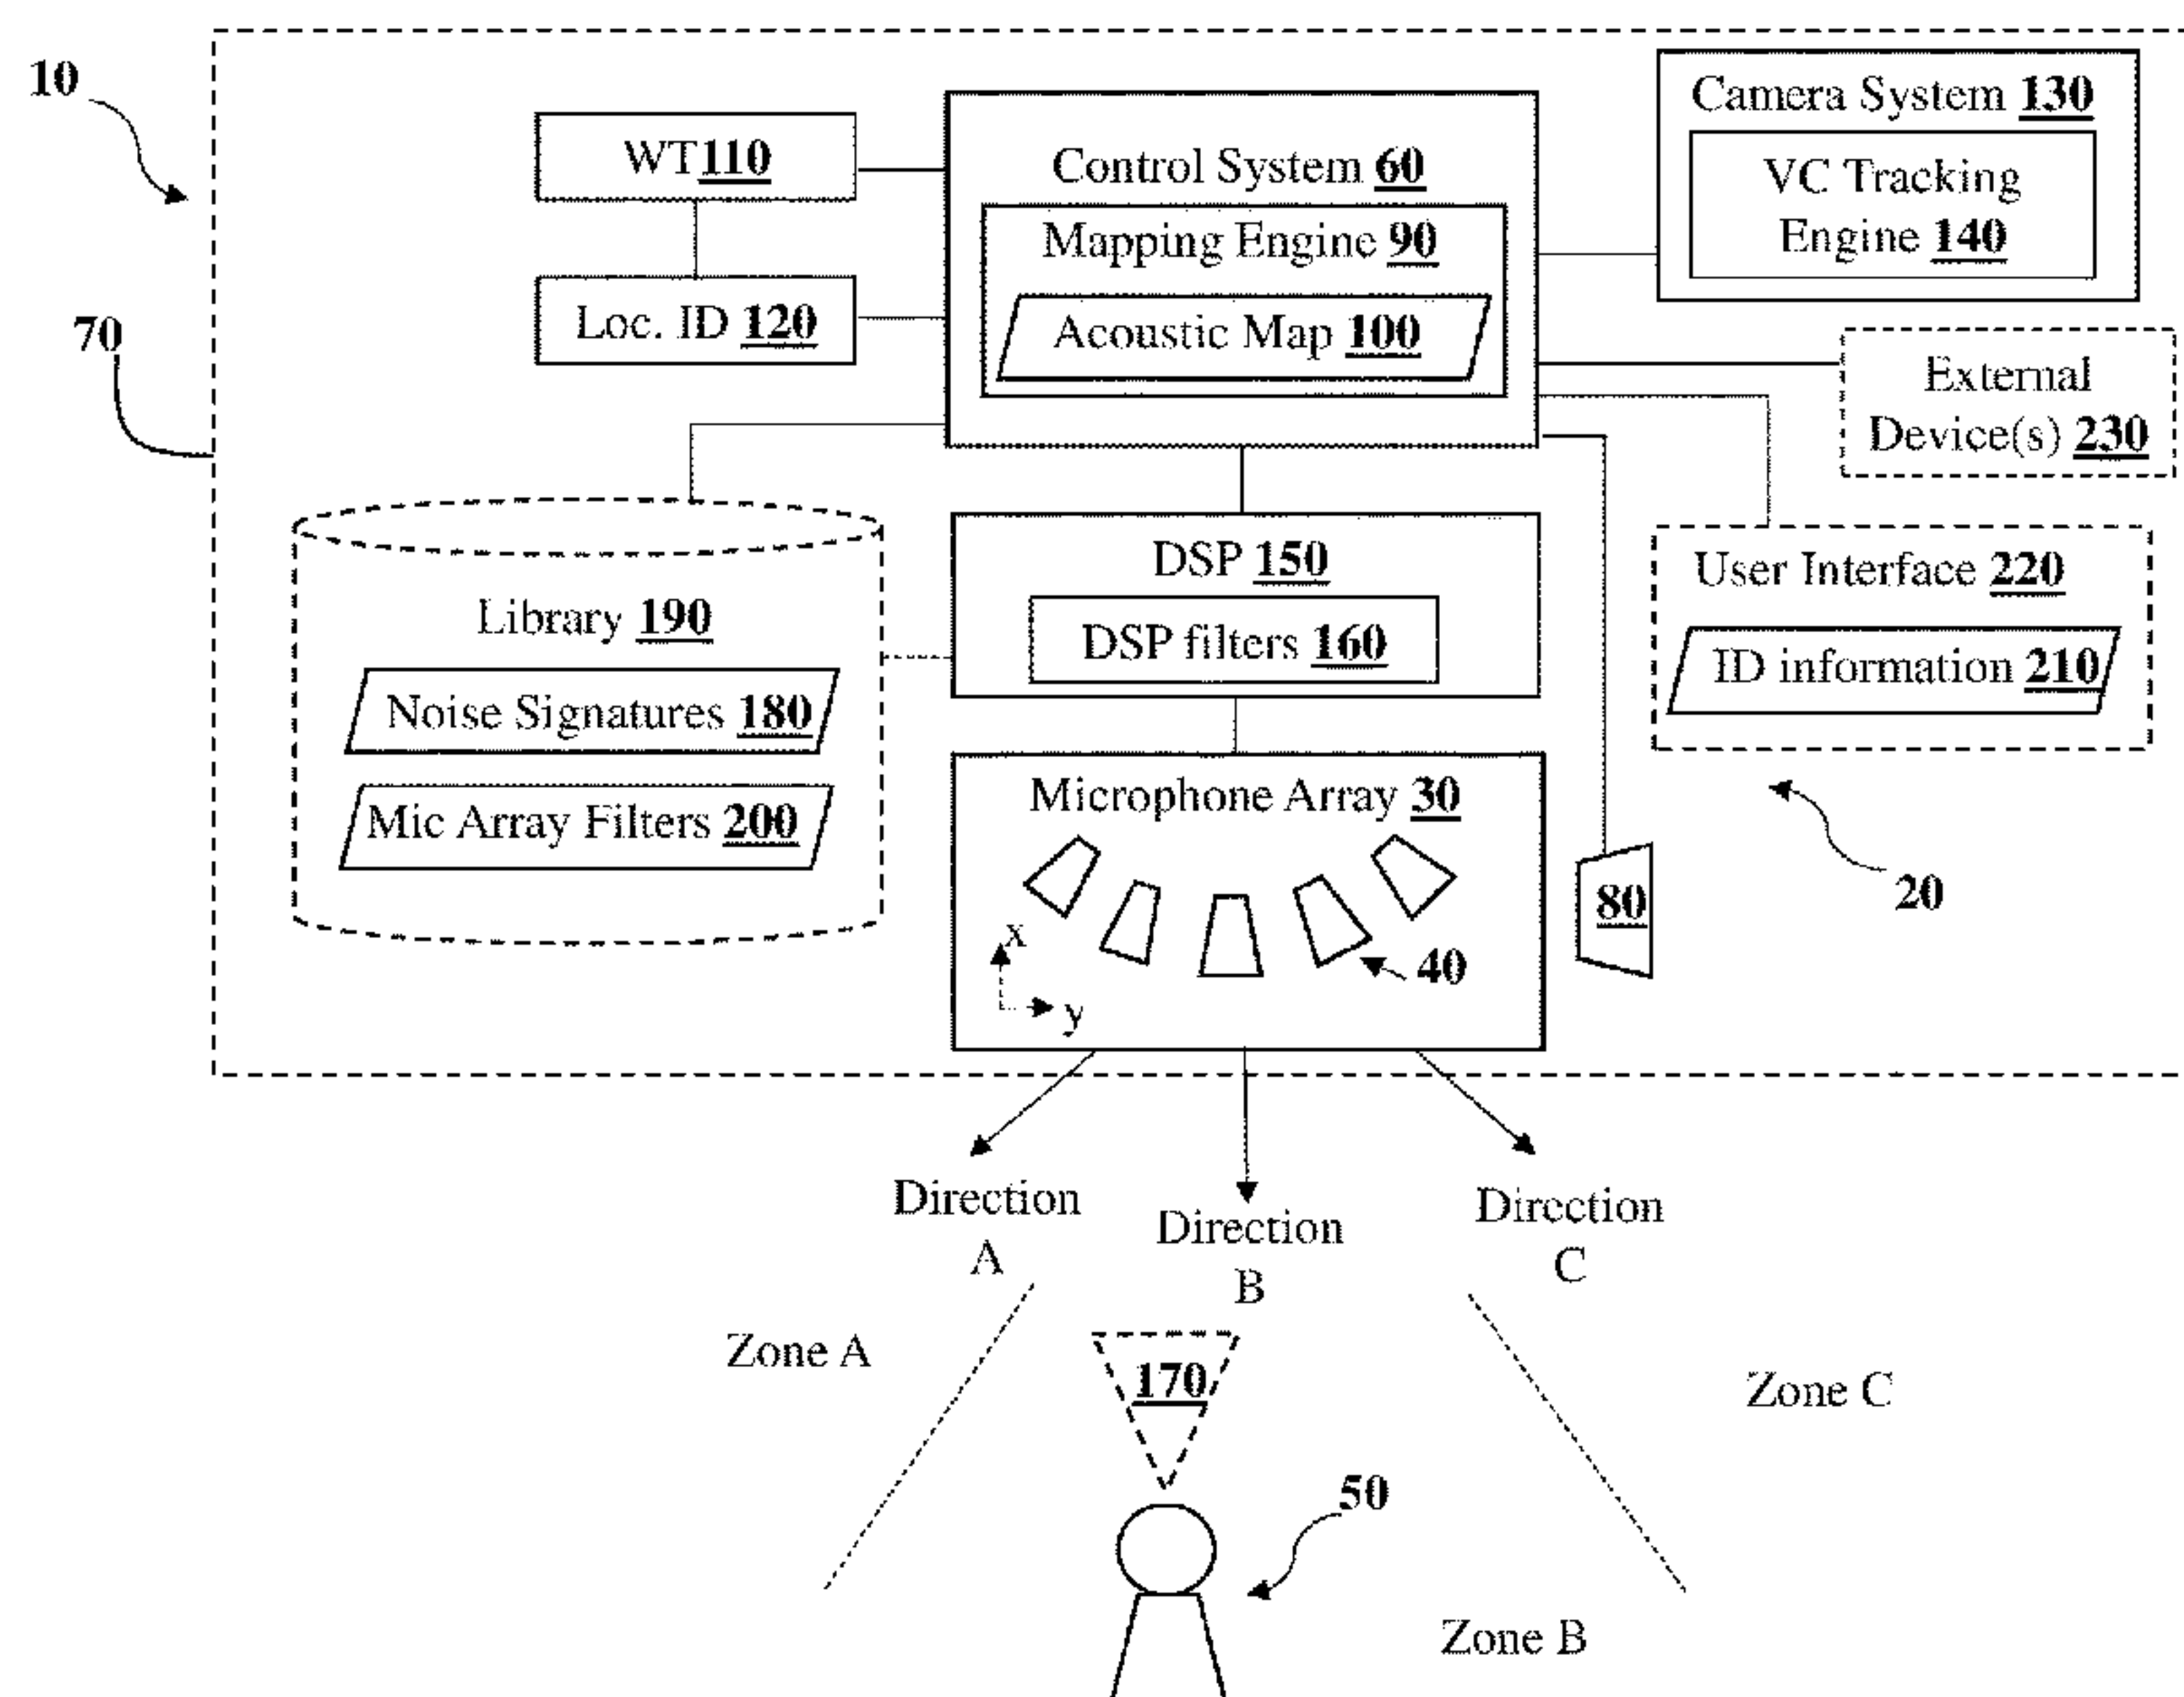 10
70
WT110
Loc. ID 120
Control System 60
Mapping Engine 90
Acoustic Map 100
Camera System 130
VC Tracking
Engine 140
External
Device(s) 230
Library 190
Noise Signatures 180
Mic Array Filters 200
DSP 150
DSP filters 160
User Interface 220
ID information 210
Microphone Array 30
x
y
40
80
20
Direction
A
Direction
B
Direction
C
Zone A
170
Zone C
50
Zone B